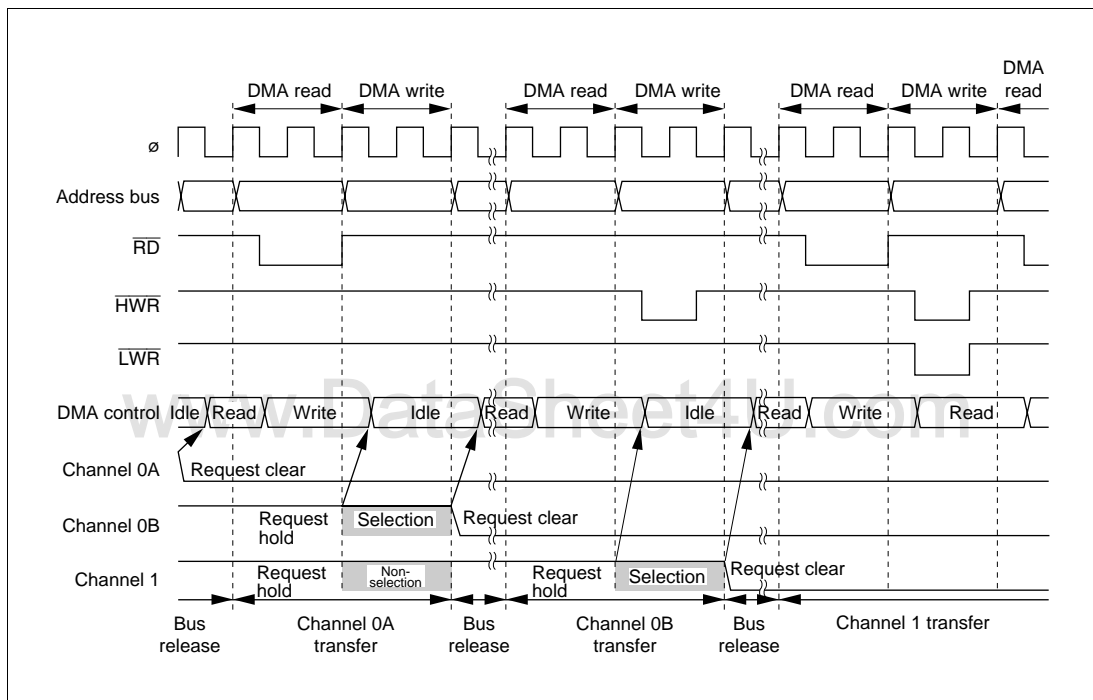 DMA read DMA write DMA read DMA write DMA read DMA write DMA
read
ø
Address bus
RD
HWR
LWR
DMA control Idle Read Write Idle Read Write Idle Read Write Read
Channel 0A Request clear
Channel 0B Request
hold Selection Request clear
Channel 1 Request
hold Non-
selection Request
hold Selection Request clear
Bus
release Channel 0A
transfer Bus
release Channel 0B
transfer Bus
release Channel 1 transfer
www.DataSheet4U.com